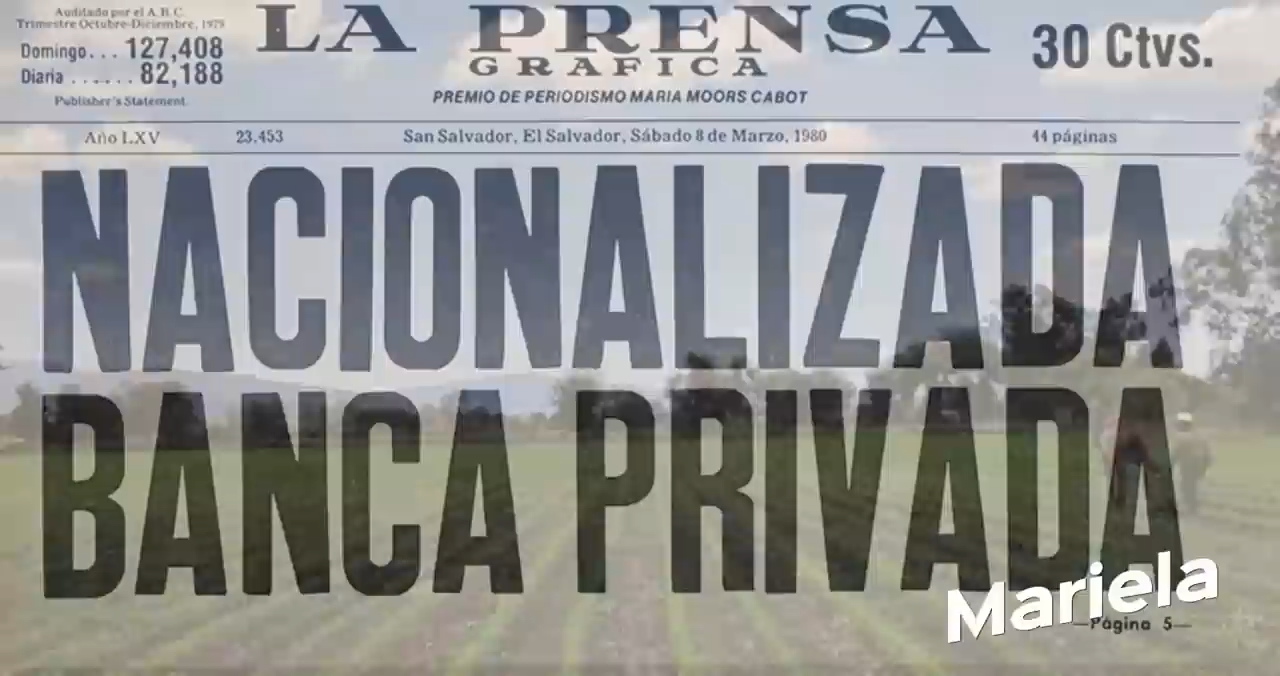 Auditado por el A.B.C.
Trimestre Octubre-Diciembre, 1979
Domingo... 127,408
Diaria ...... 82,188
Publisher's Statement.
LA PRENSA
GRAFICA
PREMIO DE PERIODISMO MARIA MOORS CABOT
30 Ctvs.
Año LXV 23.453 San Salvador, El Salvador, Sábado 8 de Marzo, 1980 44 páginas
NACIONALIZADA
BANCA PRIVADA
Mariela
—Página 5—